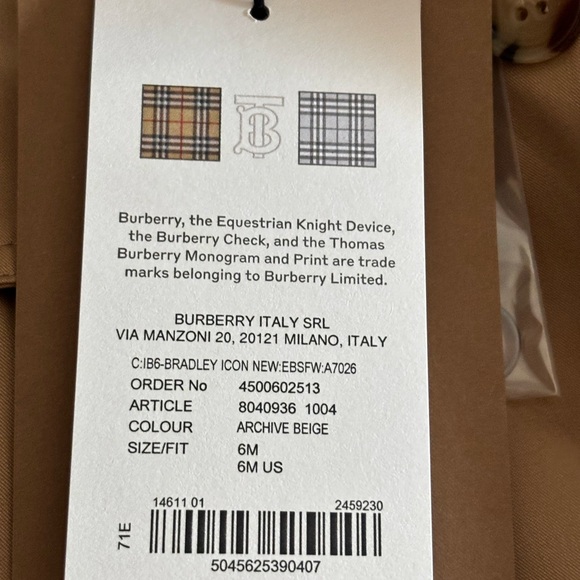 Burberry, the Equestrian Knight Device,
the Burberry Check, and the Thomas
Burberry Monogram and Print are trade
marks belonging to Burberry Limited.
BURBERRY ITALY SRL
VIA MANZONI 20, 20121 MILANO, ITALY
C:IB6-BRADLEY ICON NEW:EBSFW:A7026
ORDER No 4500602513
ARTICLE 8040936 1004
COLOUR ARCHIVE BEIGE
SIZE/FIT 6M
6M US
14611 01 2459230
71E
5045625390407